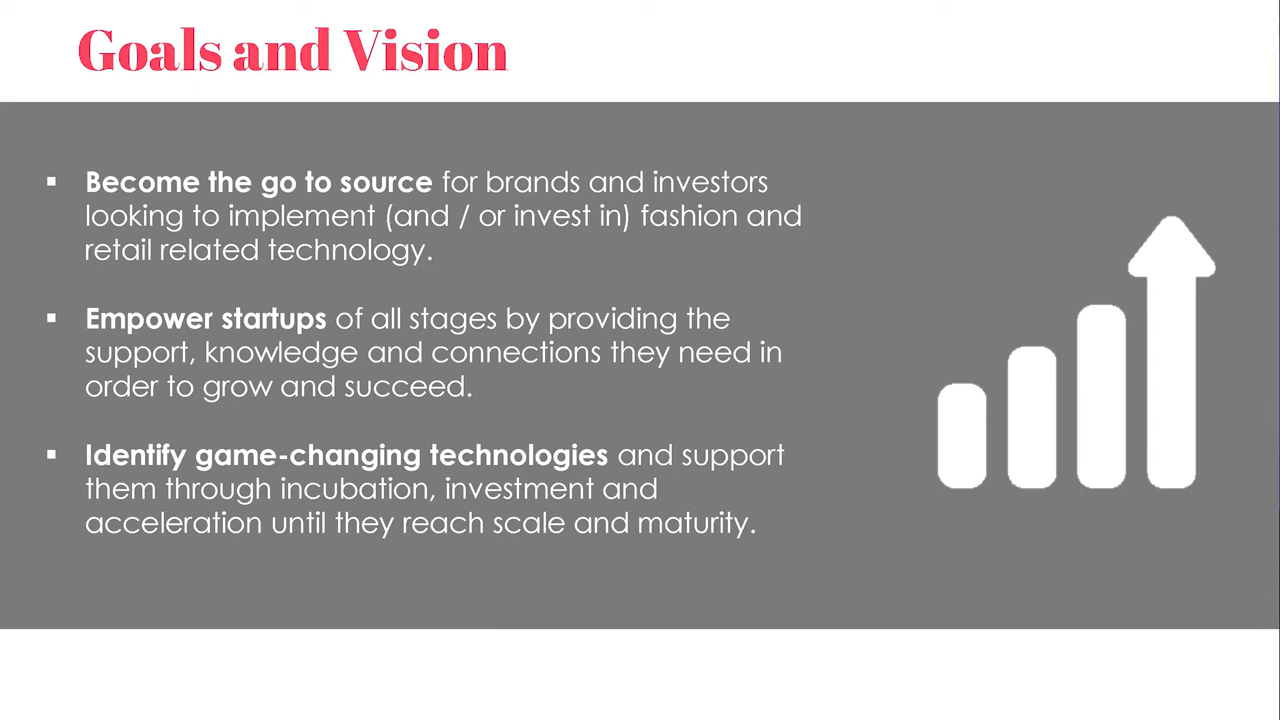 Goals and Vision
▪ Become the go to source for brands and investors
looking to implement (and / or invest in) fashion and
retail related technology.
▪ Empower startups of all stages by providing the
support, knowledge and connections they need in
order to grow and succeed.
▪ Identify game-changing technologies and support
them through incubation, investment and
acceleration until they reach scale and maturity.